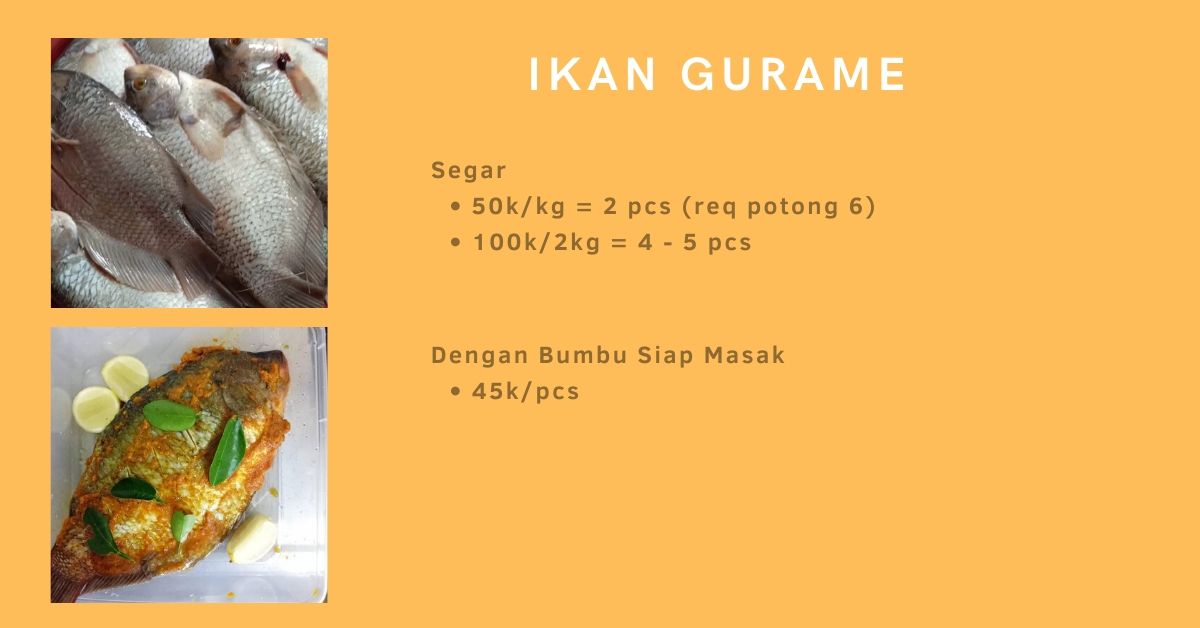 IKAN GURAME
Segar
• 50k/kg = 2 pcs (req potong 6)
• 100k/2kg = 4 - 5 pcs
Dengan Bumbu Siap Masak
• 45k/pcs